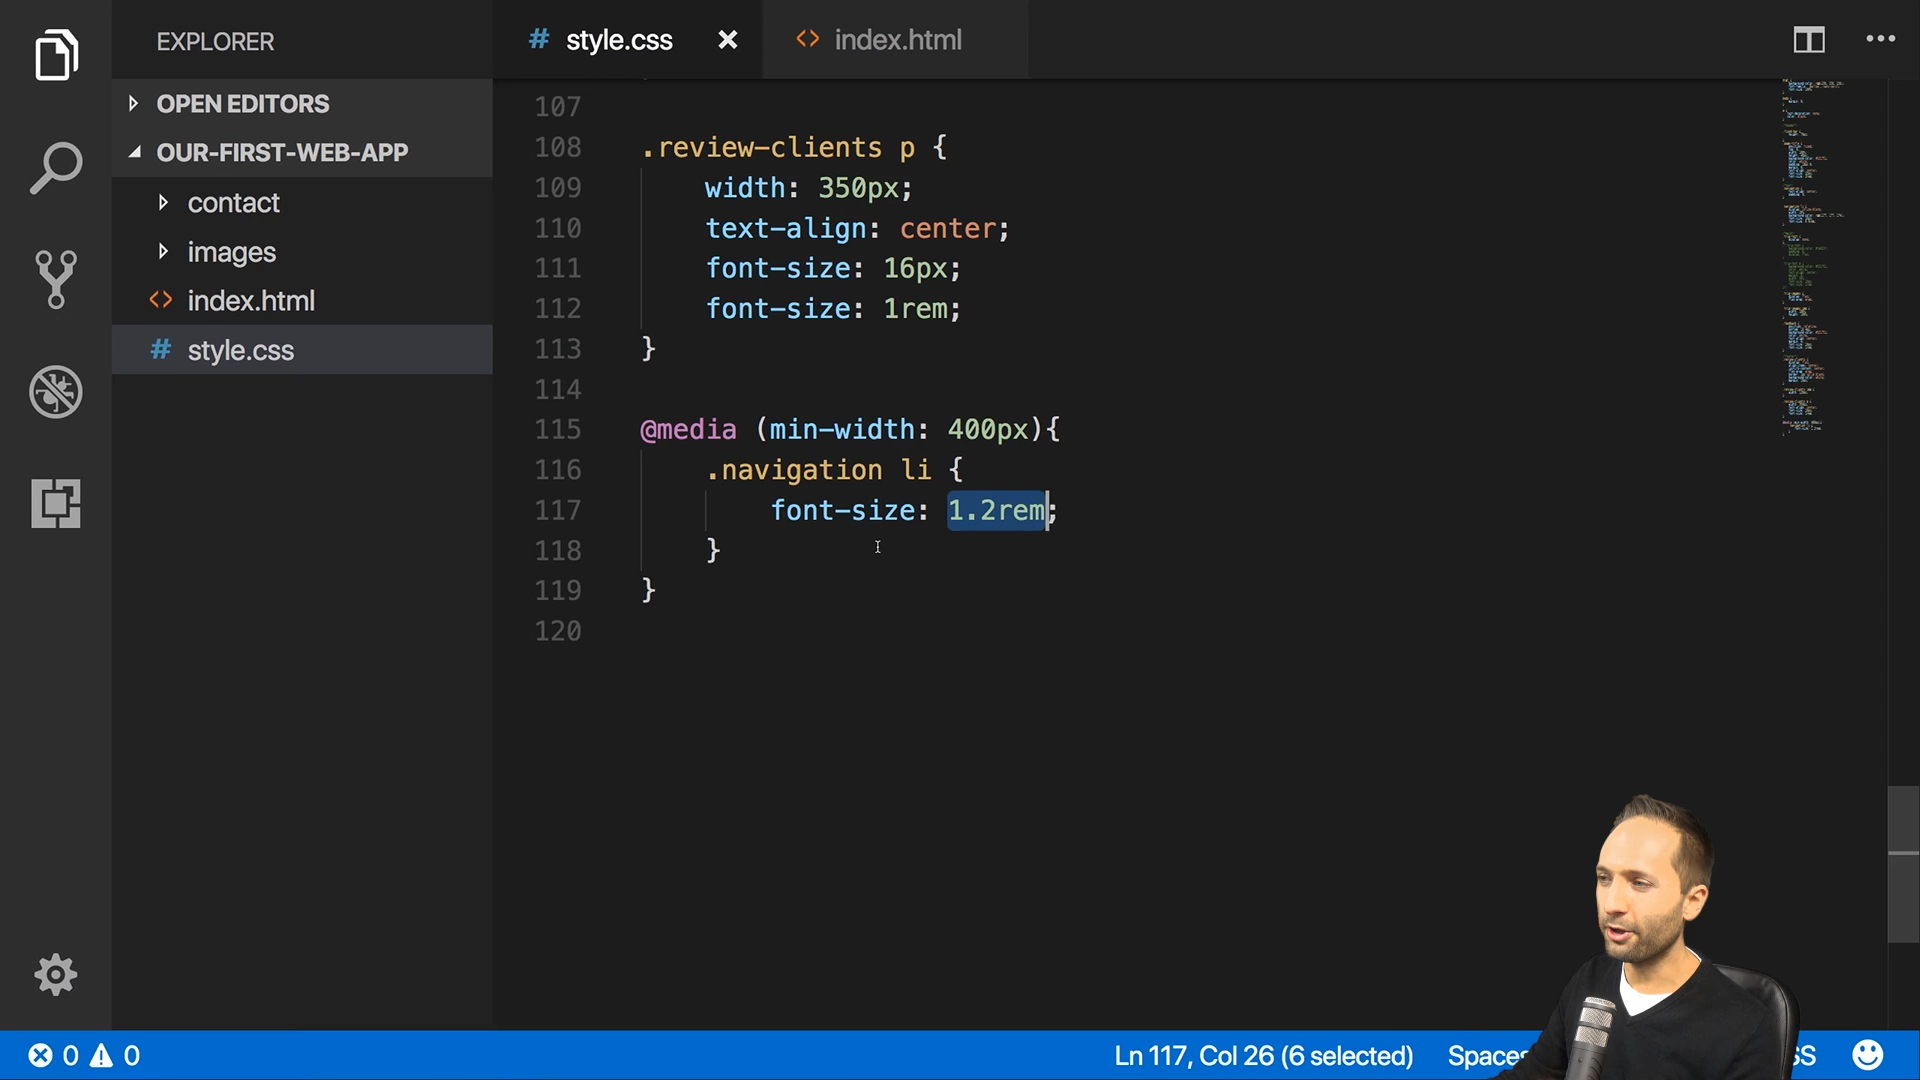 EXPLORER
# style.css ×
<> index.html
OPEN EDITORS
OUR-FIRST-WEB-APP
contact
images
<> index.html
# style.css
107
108 .review-clients p {
109 width: 350px;
110 text-align: center;
111 font-size: 16px;
112 font-size: 1rem;
113 }
114
115 @media (min-width: 400px){
116 .navigation li {
117 font-size: 1.2rem;
118 }
119 }
120
0 0
Ln 117, Col 26 (6 selected)